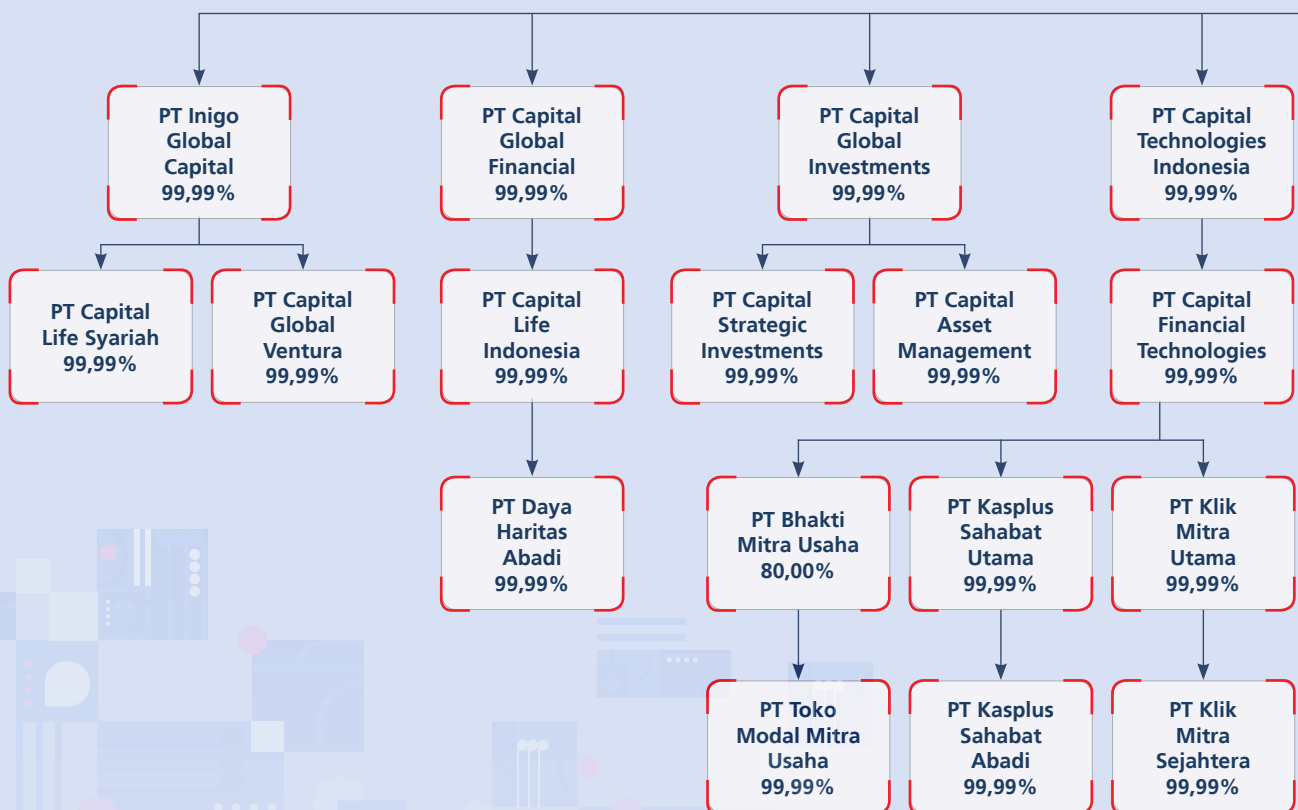 PT Inigo
Global
Capital
99,99%
PT Capital
Global
Financial
99,99%
PT Capital
Global
Investments
99,99%
PT Capital
Technologies
Indonesia
99,99%
PT Capital
Life Syariah
99,99%
PT Capital
Global
Ventura
99,99%
PT Capital
Life
Indonesia
99,99%
PT Capital
Strategic
Investments
99,99%
PT Capital
Asset
Management
99,99%
PT Capital
Financial
Technologies
99,99%
PT Daya
Haritas
Abadi
99,99%
PT Bhakti
Mitra Usaha
80,00%
PT Kasplus
Sahabat
Utama
99,99%
PT Klik
Mitra
Utama
99,99%
PT Toko
Modal Mitra
Usaha
99,99%
PT Kasplus
Sahabat
Abadi
99,99%
PT Klik
Mitra
Sejahtera
99,99%